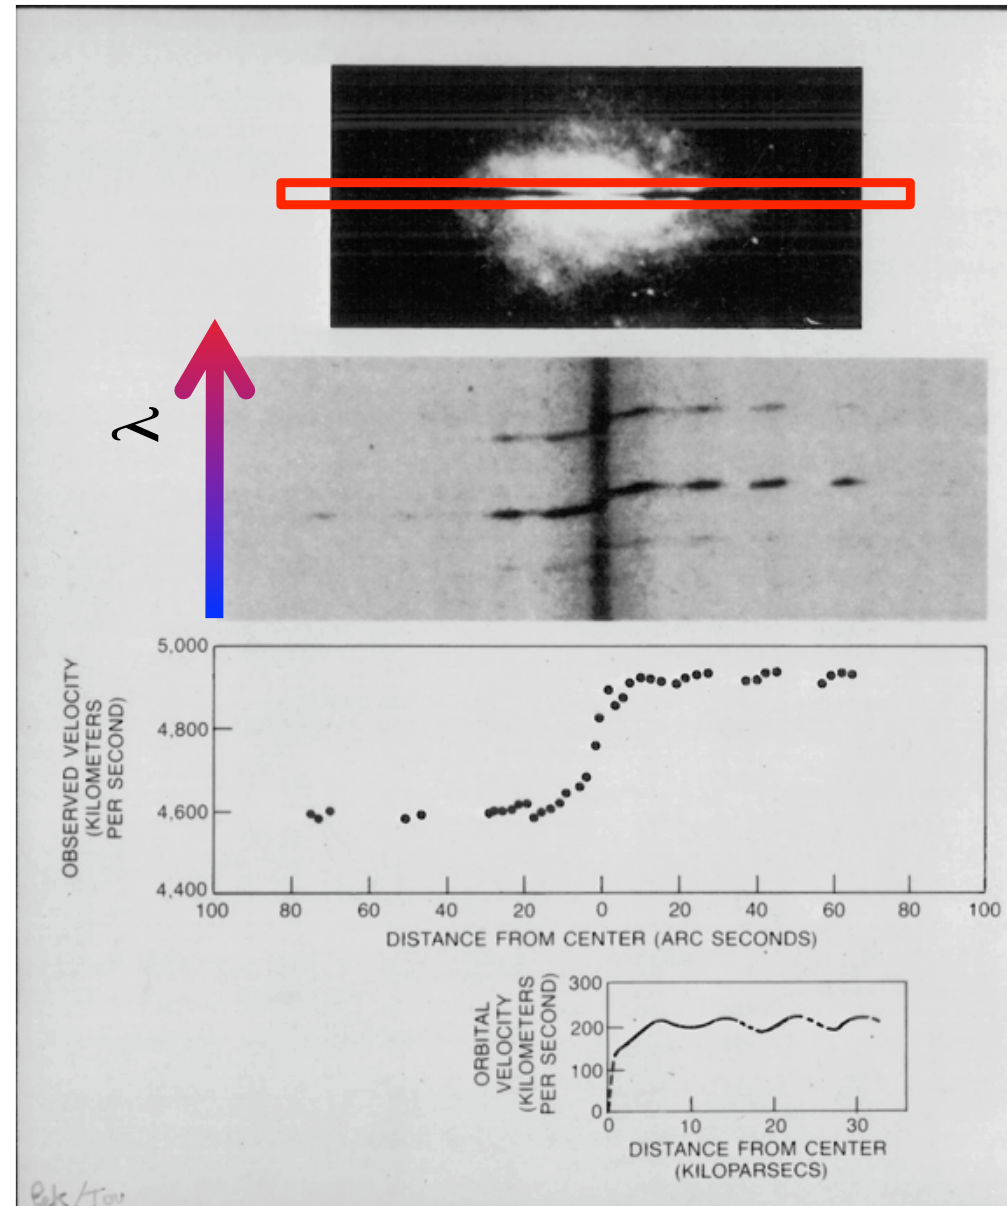 λ
5,000
4,800
4,600
4,400
OBSERVED VELOCITY
(KILOMETERS
PER SECOND)
100 80 60 40 20 0 20 40 60 80 100
DISTANCE FROM CENTER (ARC SECONDS)
300
200
100
0
ORBITAL
VELOCITY
(KILOMETERS
PER SECOND)
0 10 20 30
DISTANCE FROM CENTER
(KILOPARSECS)